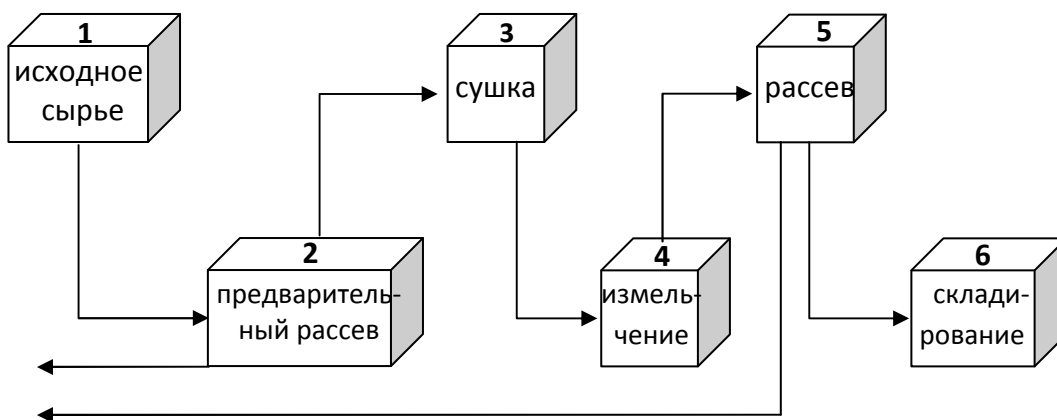 1
исходное
сырье
2
предваритель-
ный рассев
3
сушка
4
измель-
чение
5
рассев
6
склади-
рование